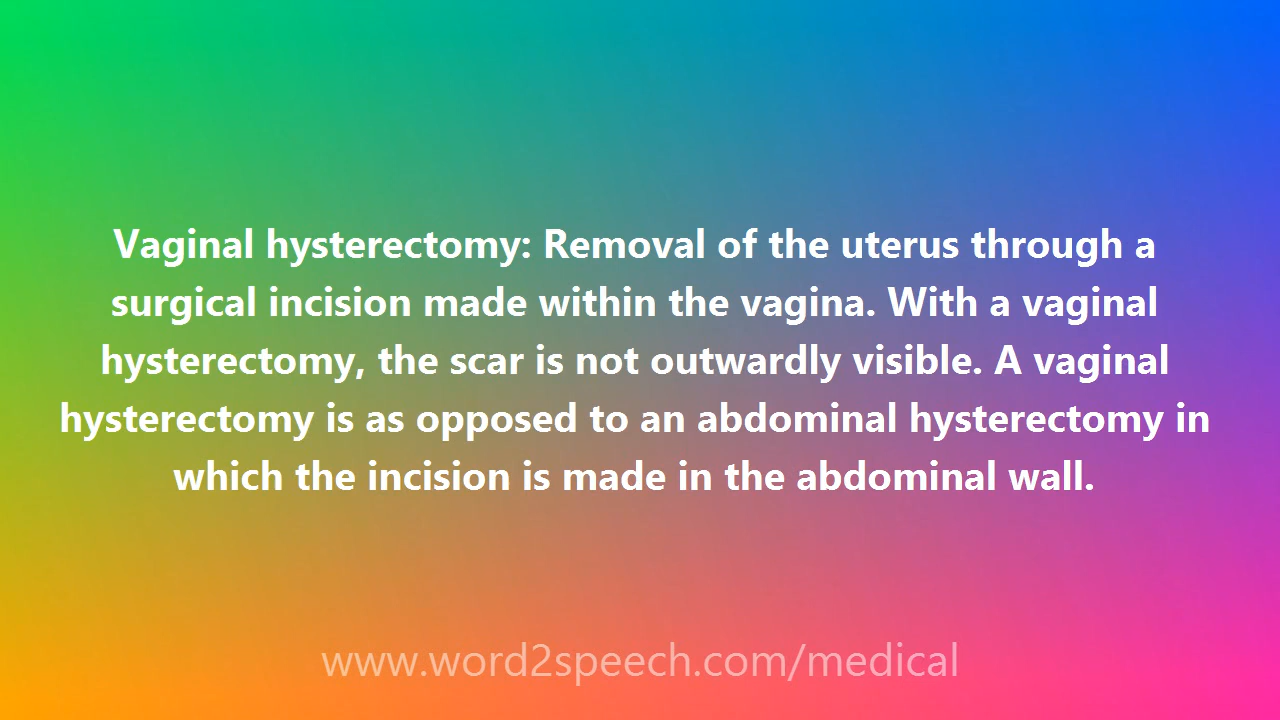 Vaginal hysterectomy: Removal of the uterus through a
surgical incision made within the vagina. With a vaginal
hysterectomy, the scar is not outwardly visible. A vaginal
hysterectomy is as opposed to an abdominal hysterectomy in
which the incision is made in the abdominal wall.
www.word2speech.com/medical